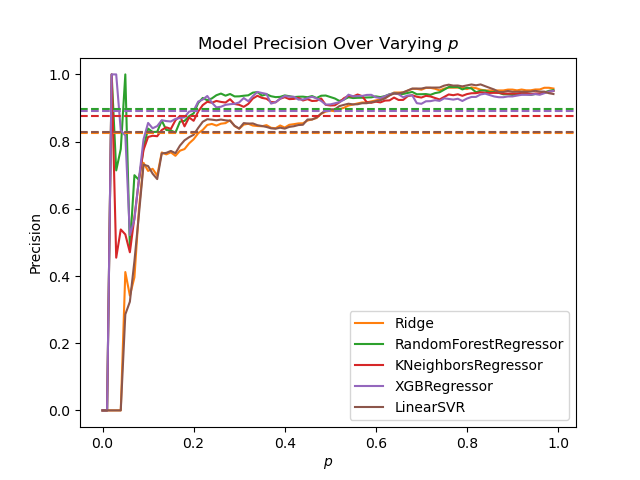 Model Precision Over Varying p
Precision
1.0
0.8
0.6
0.4
0.2
0.0
0.0 0.2 0.4 0.6 0.8 1.0
p
Ridge
RandomForestRegressor
KNeighborsRegressor
XGBRegressor
LinearSVR